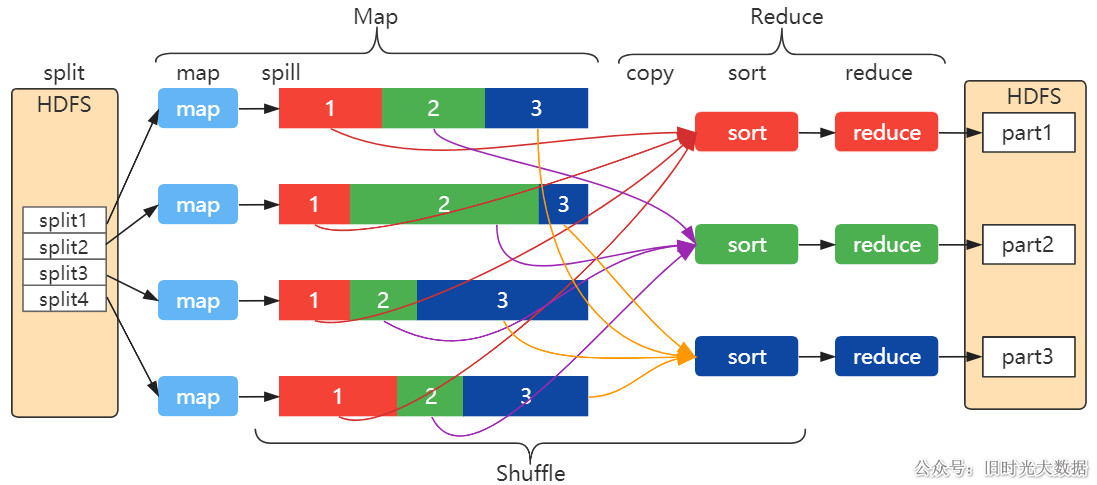 Map
Reduce
split
map
spill
copy
sort
reduce
HDFS
HDFS
map
1
2
3
sort
reduce
part1
map
1
2
3
split1
split2
split3
split4
sort
reduce
part2
map
1
2
3
sort
reduce
part3
map
1
2
3
Shuffle
公众号：旧时光大数据